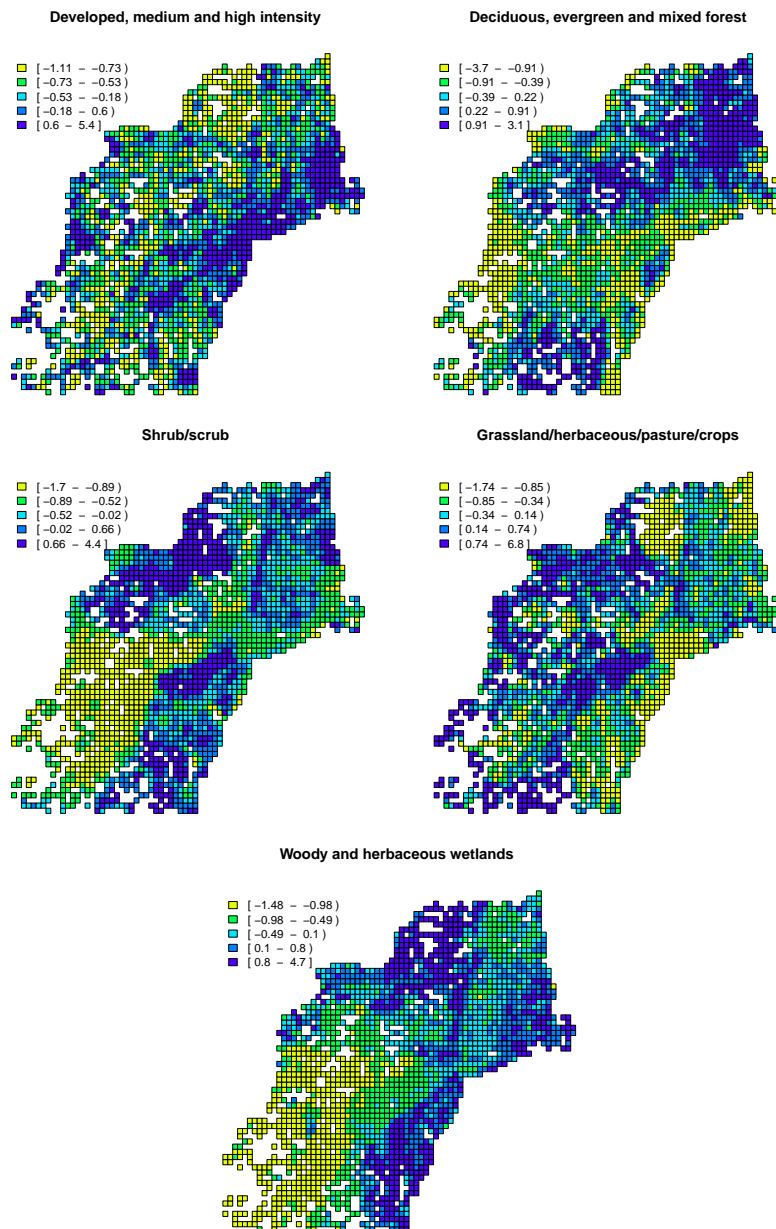 Developed, medium and high intensity
[ −1.11 − −0.73 )
[ −0.73 − −0.53 )
[ −0.53 − −0.18 )
[ −0.18 − 0.6 )
[ 0.6 − 5.4 ]
Deciduous, evergreen and mixed forest
[ −3.7 − −0.91 )
[ −0.91 − −0.39 )
[ −0.39 − 0.22 )
[ 0.22 − 0.91 )
[ 0.91 − 3.1 ]
Shrub/scrub
[ −1.7 − −0.89 )
[ −0.89 − −0.52 )
[ −0.52 − −0.02 )
[ −0.02 − 0.66 )
[ 0.66 − 4.4 ]
Grassland/herbaceous/pasture/crops
[ −1.74 − −0.85 )
[ −0.85 − −0.34 )
[ −0.34 − 0.14 )
[ 0.14 − 0.74 )
[ 0.74 − 6.8 ]
Woody and herbaceous wetlands
[ −1.48 − −0.98 )
[ −0.98 − −0.49 )
[ −0.49 − 0.1 )
[ 0.1 − 0.8 )
[ 0.8 − 4.7 ]